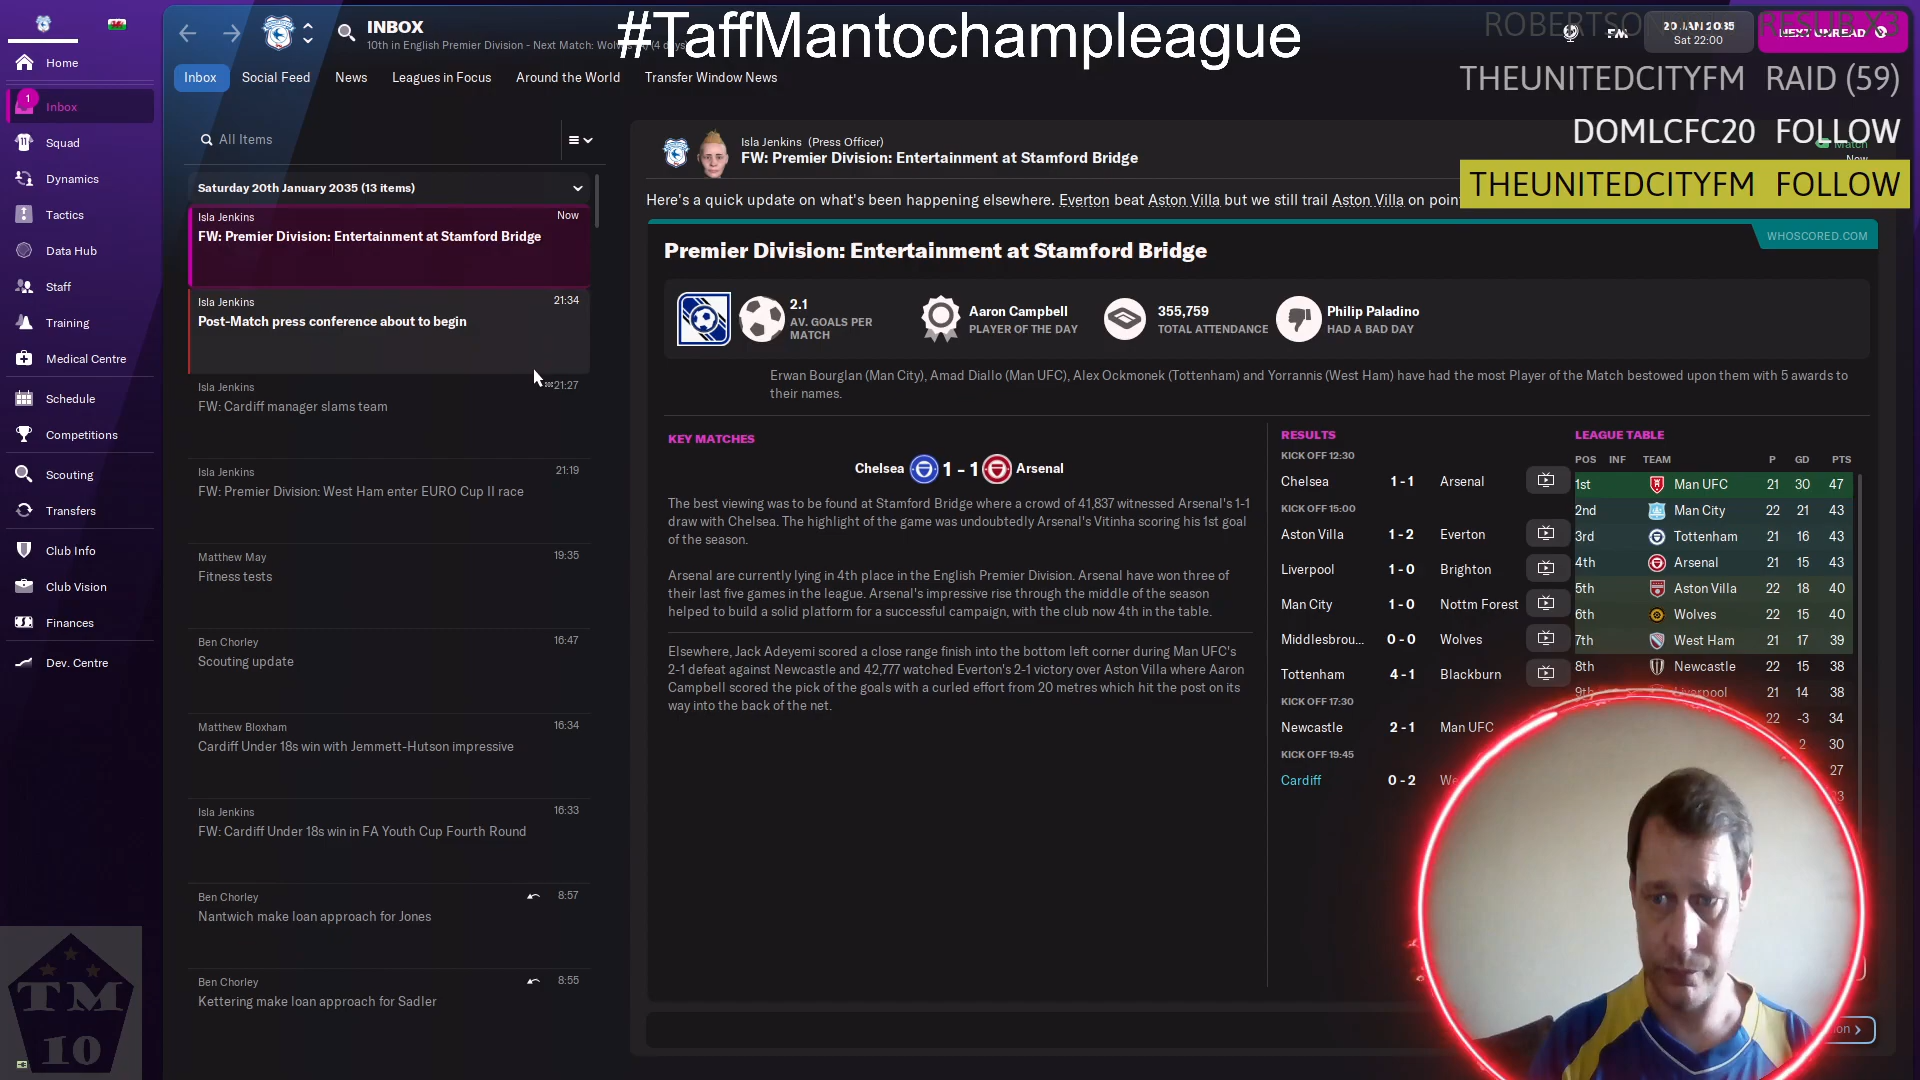 INBOX
10th in English Premier Division - Next Match:
#TaffMantochampleague
20 JAN 2035
Sat 22:00
NEXT UNREAD
FM
THEUNITEDCITYFM RAID (59)
DOMLCFC20 FOLLOW
THEUNITEDCITYFM FOLLOW
Home
1
Inbox
Squad
Dynamics
Tactics
Data Hub
Staff
Training
Medical Centre
Schedule
Competitions
Scouting
Transfers
Club Info
Club Vision
Finances
Dev. Centre
TM
10
Inbox Social Feed News Leagues in Focus Around the World Transfer Window News
All Items
Saturday 20th January 2035 (13 items)
Isla Jenkins Now
FW: Premier Division: Entertainment at Stamford Bridge
Isla Jenkins 21:34
Post-Match press conference about to begin
Isla Jenkins 21:27
FW: Cardiff manager slams team
Isla Jenkins 21:19
FW: Premier Division: West Ham enter EURO Cup II race
Matthew May 19:35
Fitness tests
Ben Chorley 16:47
Scouting update
Matthew Bloxham 16:34
Cardiff Under 18s win with Jemmett-Hutson impressive
Isla Jenkins 16:33
FW: Cardiff Under 18s win in FA Youth Cup Fourth Round
Ben Chorley 8:57
Nantwich make loan approach for Jones
Ben Chorley 8:55
Kettering make loan approach for Sadler
Isla Jenkins (Press Officer)
FW: Premier Division: Entertainment at Stamford Bridge
Match
Now
Here's a quick update on what's been happening elsewhere. Everton beat Aston Villa but we still trail Aston Villa on
WHOSCORED.COM
Premier Division: Entertainment at Stamford Bridge
2.1
AV. GOALS PER
MATCH
Aaron Campbell
PLAYER OF THE DAY
355,759
TOTAL ATTENDANCE
Philip Paladino
HAD A BAD DAY
Erwan Bourglan (Man City), Amad Diallo (Man UFC), Alex Ockmonek (Tottenham) and Yorrannis (West Ham) have had the most Player of the Match bestowed upon them with 5 awards to
their names.
KEY MATCHES
Chelsea 1 - 1 Arsenal
The best viewing was to be found at Stamford Bridge where a crowd of 41,837 witnessed Arsenal's 1-1
draw with Chelsea. The highlight of the game was undoubtedly Arsenal's Vitinha scoring his 1st goal
of the season.
Arsenal are currently lying in 4th place in the English Premier Division. Arsenal have won three of
their last five games in the league. Arsenal's impressive rise through the middle of the season
helped to build a solid platform for a successful campaign, with the club now 4th in the table.
Elsewhere, Jack Adeyemi scored a close range finish into the bottom left corner during Man UFC's
2-1 defeat against Newcastle and 42,777 watched Everton's 2-1 victory over Aston Villa where Aaron
Campbell scored the pick of the goals with a curled effort from 20 metres which hit the post on its
way into the back of the net.
RESULTS
KICK OFF 12:30
Chelsea 1 - 1 Arsenal
KICK OFF 15:00
Aston Villa 1 - 2 Everton
Liverpool 1 - 0 Brighton
Man City 1 - 0 Nottm Forest
Middlesbrou... 0 - 0 Wolves
Tottenham 4 - 1 Blackburn
KICK OFF 17:30
Newcastle 2 - 1 Man UFC
KICK OFF 19:45
Cardiff 0 - 2
LEAGUE TABLE
POS INF TEAM P GD PTS
1st Man UFC 21 30 47
2nd Man City 22 21 43
3rd Tottenham 21 16 43
4th Arsenal 21 15 43
5th Aston Villa 22 18 40
6th Wolves 22 15 40
7th West Ham 21 17 39
8th Newcastle 22 15 38
9th Liverpool 21 14 38
22 -3 34
2 30
27